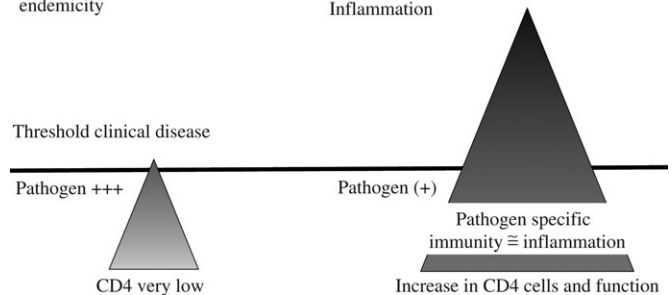 endemicity
Inflammation
Threshold clinical disease
Pathogen +++
Pathogen (+)
Pathogen specific
immunity ≅ inflammation
CD4 very low
Increase in CD4 cells and function